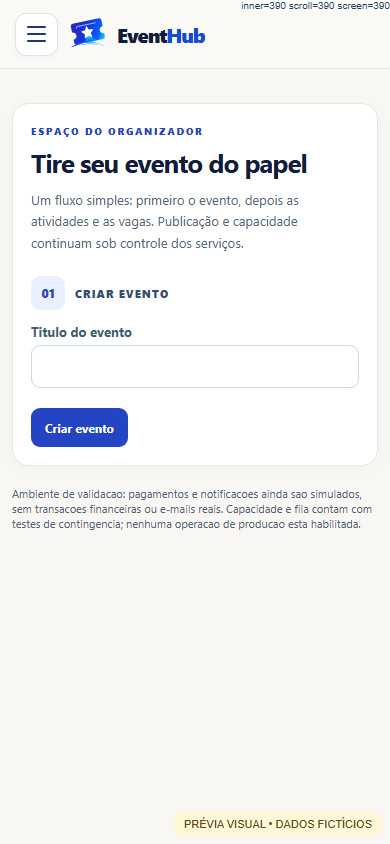 inner=390 scroll=390 screen=390
EventHub
ESPAÇO DO ORGANIZADOR
Tire seu evento do papel
Um fluxo simples: primeiro o evento, depois as
atividades e as vagas. Publicação e capacidade
continuam sob controle dos serviços.
01 CRIAR EVENTO
Titulo do evento
Criar evento
Ambiente de validacao: pagamentos e notificacoes ainda sao simulados,
sem transacoes financeiras ou e-mails reais. Capacidade e fila contam com
testes de contingencia; nenhuma operacao de producao esta habilitada.
PRÉVIA VISUAL • DADOS FICTÍCIOS